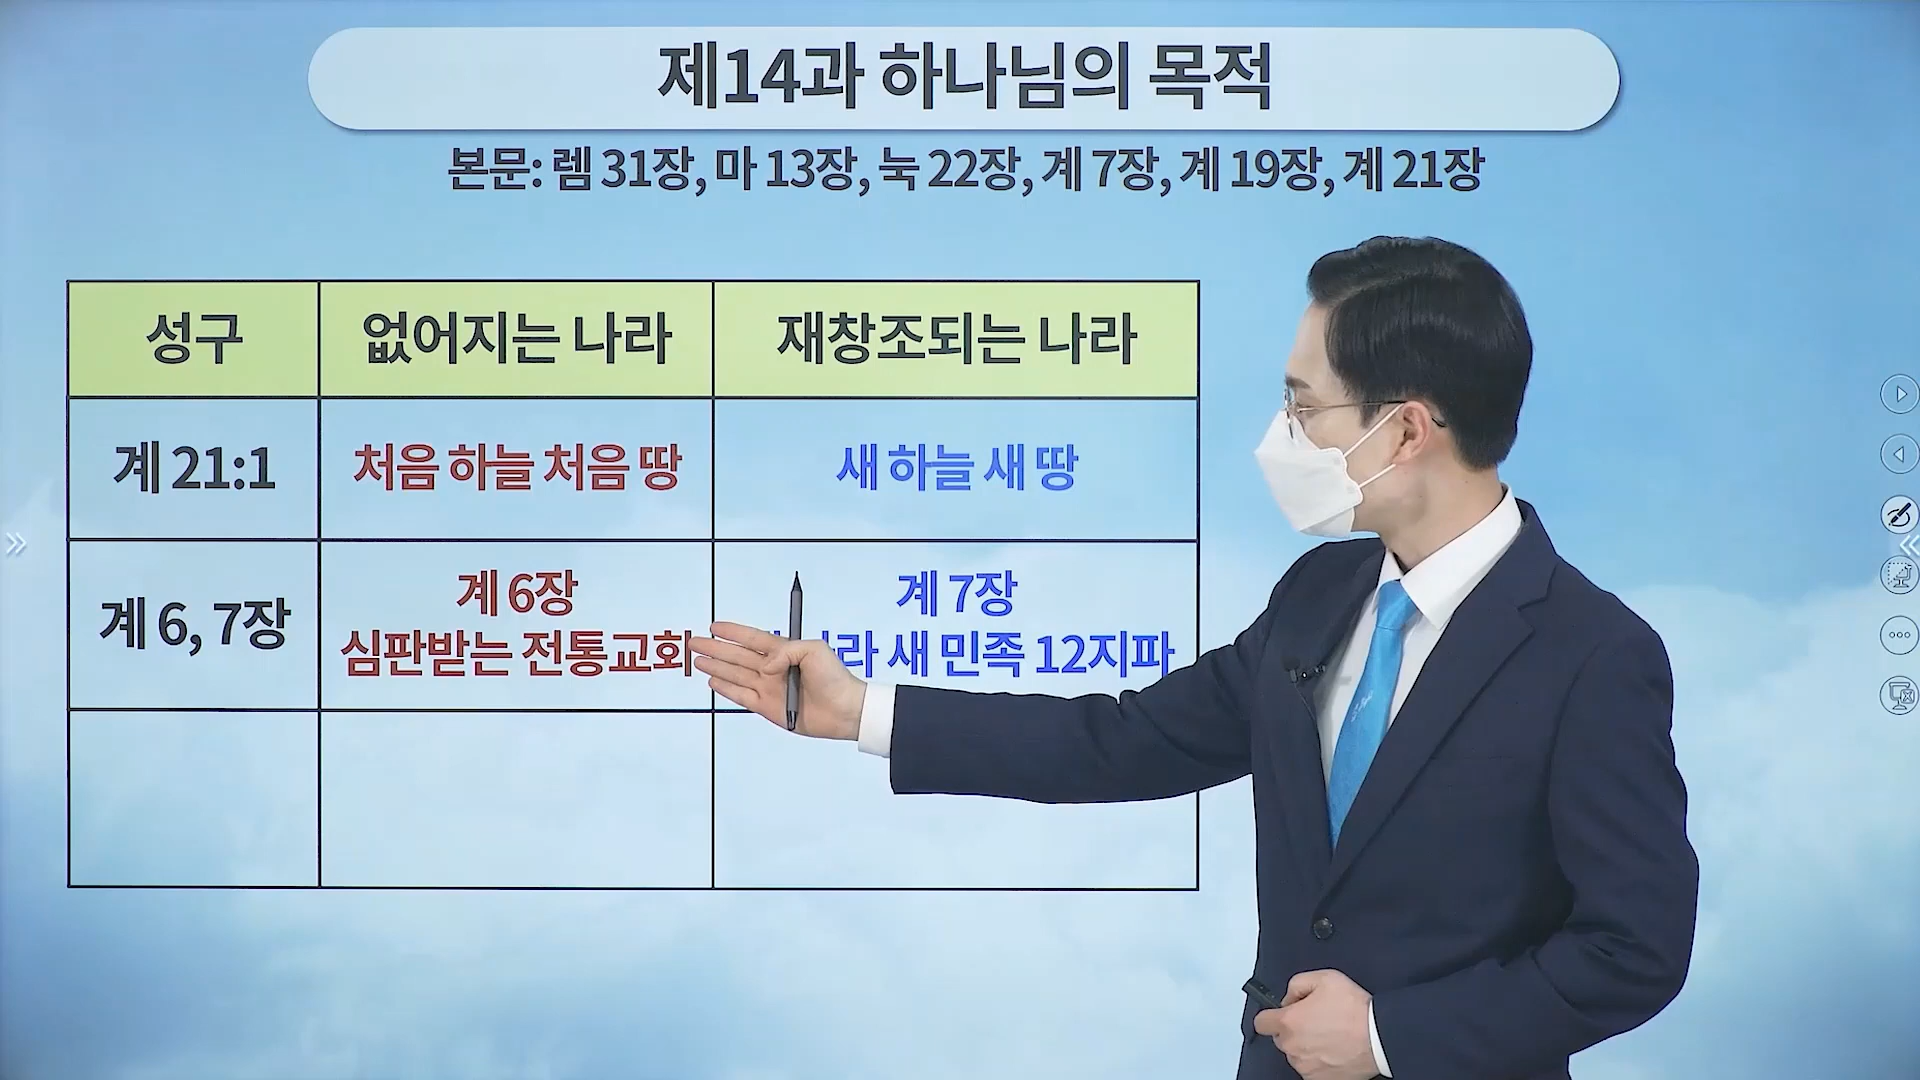 제14과 하나님의 목적
본문: 렘 31장, 마 13장, 눅 22장, 계 7장, 계 19장, 계 21장
성구
없어지는 나라
재창조되는 나라
계 21:1
처음 하늘 처음 땅
새 하늘 새 땅
계 6, 7장
계 6장
심판받는 전통교회
계 7장
새 민족 12지파